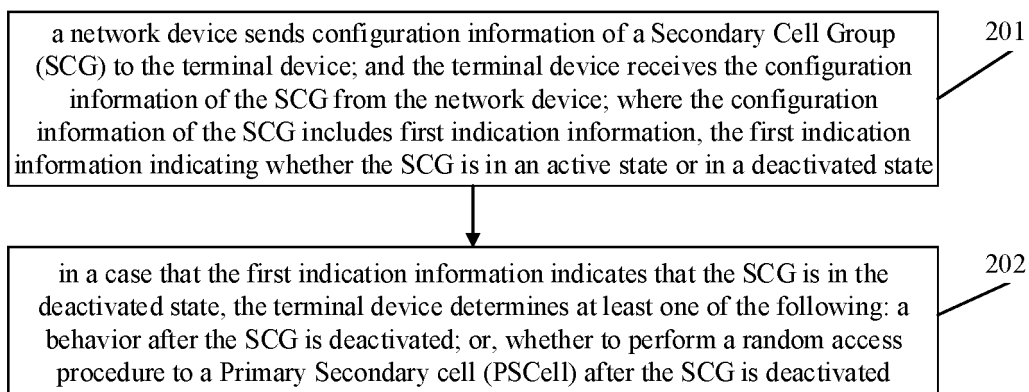 a network device sends configuration information of a Secondary Cell Group
(SCG) to the terminal device; and the terminal device receives the configuration
information of the SCG from the network device; where the configuration
information of the SCG includes first indication information, the first indication
information indicating whether the SCG is in an active state or in a deactivated state
201
in a case that the first indication information indicates that the SCG is in the
deactivated state, the terminal device determines at least one of the following: a
behavior after the SCG is deactivated; or, whether to perform a random access
procedure to a Primary Secondary cell (PSCell) after the SCG is deactivated
202